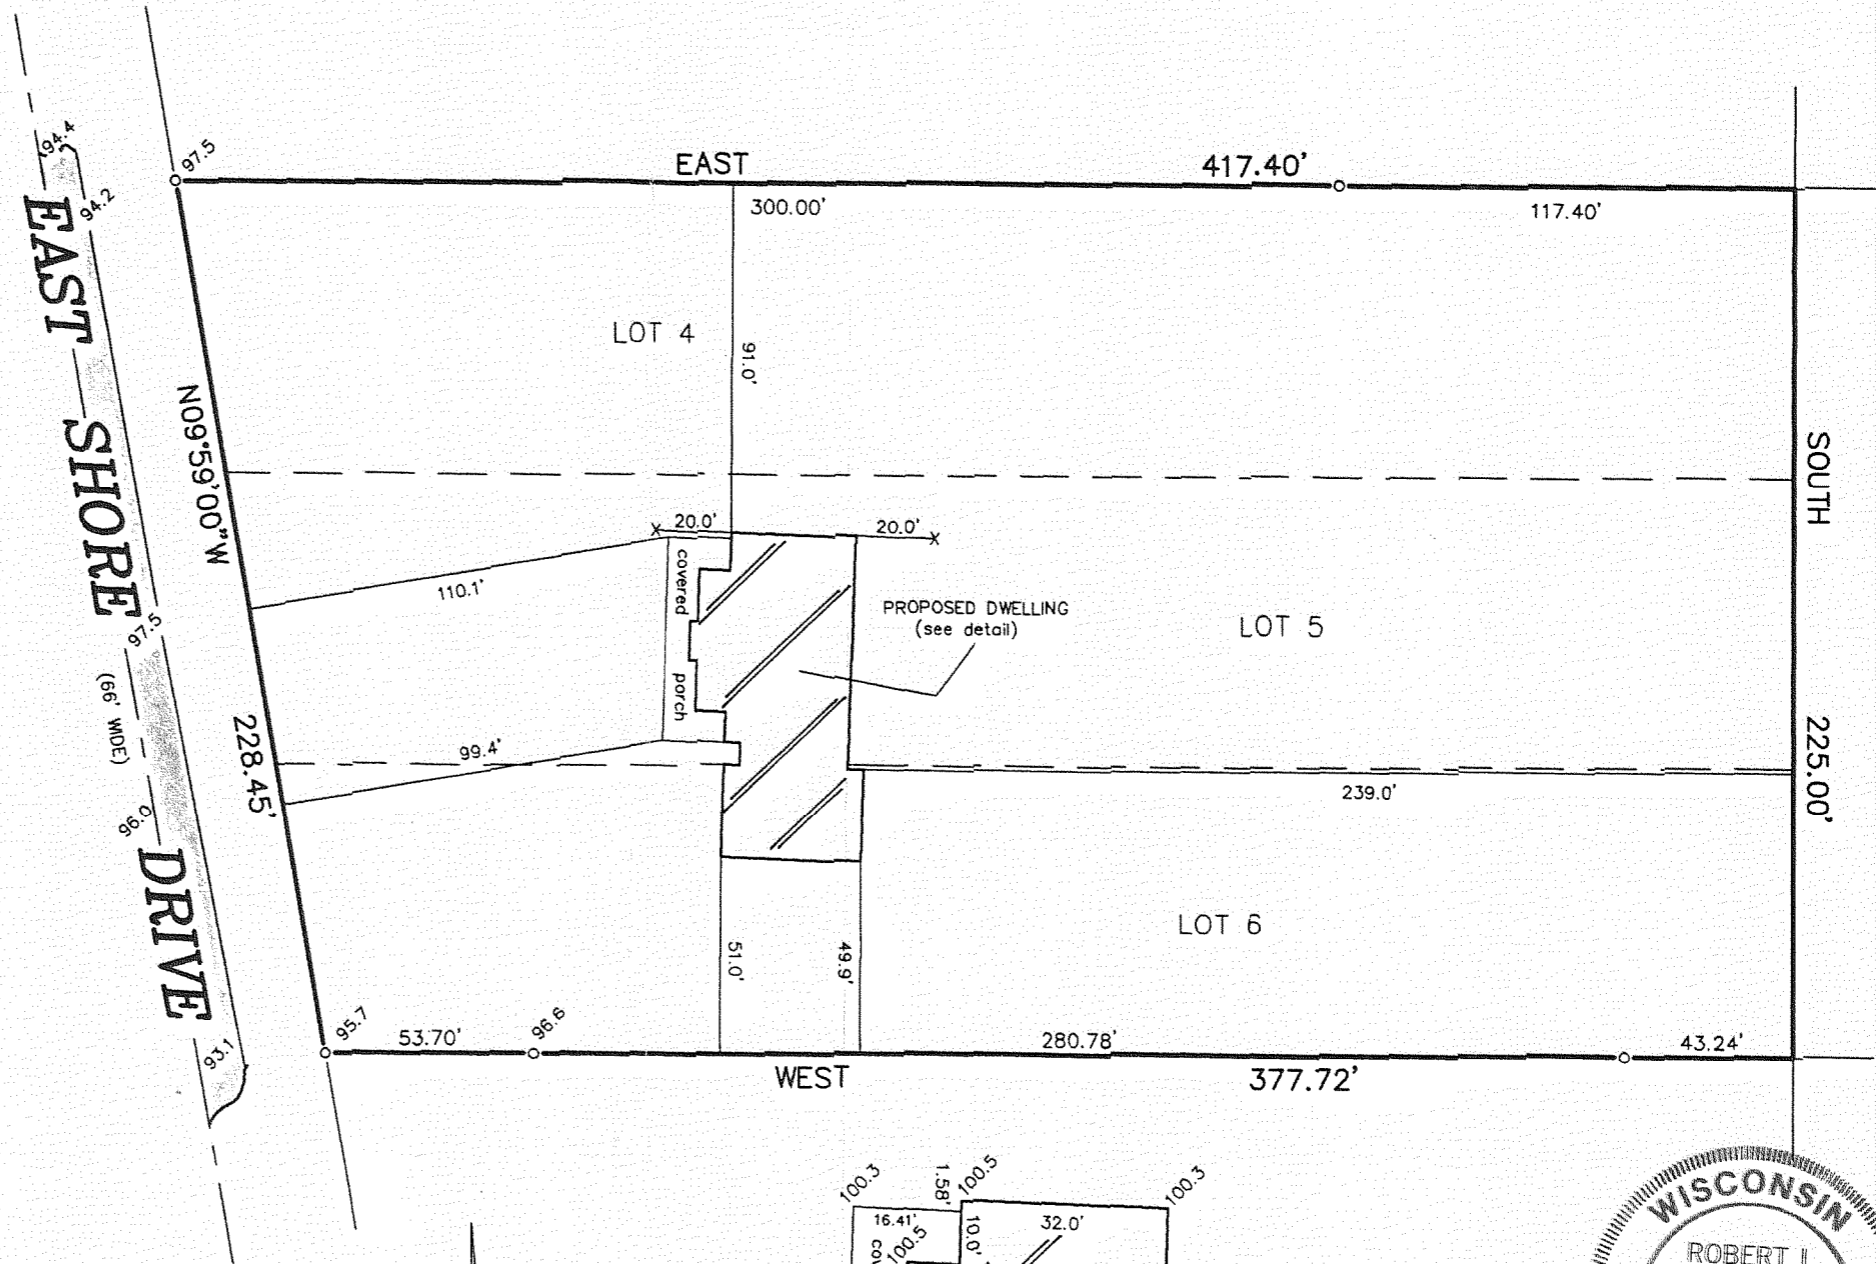 EAST
417.40'
97.5
94.4
94.2
300.00'
117.40'
LOT 4
91.0'
EAST SHORE DRIVE
N09°59'00"W
SOUTH
20.0'
20.0'
covered porch
110.1'
PROPOSED DWELLING
(see detail)
LOT 5
97.5
(66' WIDE)
228.45'
99.4'
225.00'
239.0'
96.0
LOT 6
51.0'
49.9'
95.7
53.70'
96.6
280.78'
43.24'
93.1
WEST
377.72'
100.3
1.58'
100.5
100.3
16.41'
10.0'
32.0'
100.5
WISCONSIN
ROBERT